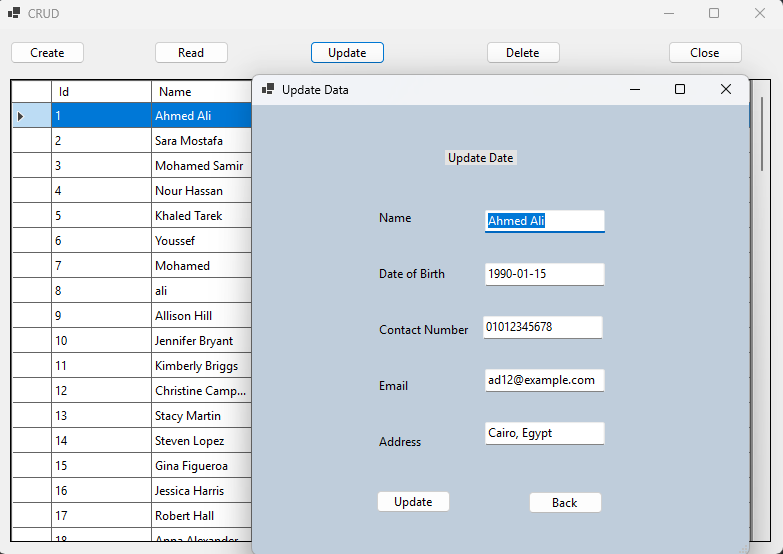 CRUD
Create Read Update Delete Close
Id Name
1 Ahmed Ali
2 Sara Mostafa
3 Mohamed Samir
4 Nour Hassan
5 Khaled Tarek
6 Youssef
7 Mohamed
8 ali
9 Allison Hill
10 Jennifer Bryant
11 Kimberly Briggs
12 Christine Camp...
13 Stacy Martin
14 Steven Lopez
15 Gina Figueroa
16 Jessica Harris
17 Robert Hall
18 Anna Alexander
Update Data
Update Date
Name Ahmed Ali
Date of Birth 1990-01-15
Contact Number 01012345678
Email ad12@example.com
Address Cairo, Egypt
Update Back